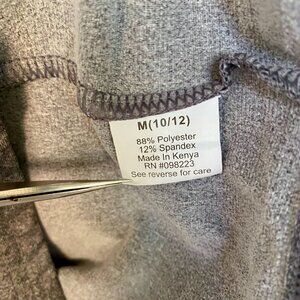 M(10/12)
88% Polyester
12% Spandex
Made In Kenya
RN #098223
See reverse for care